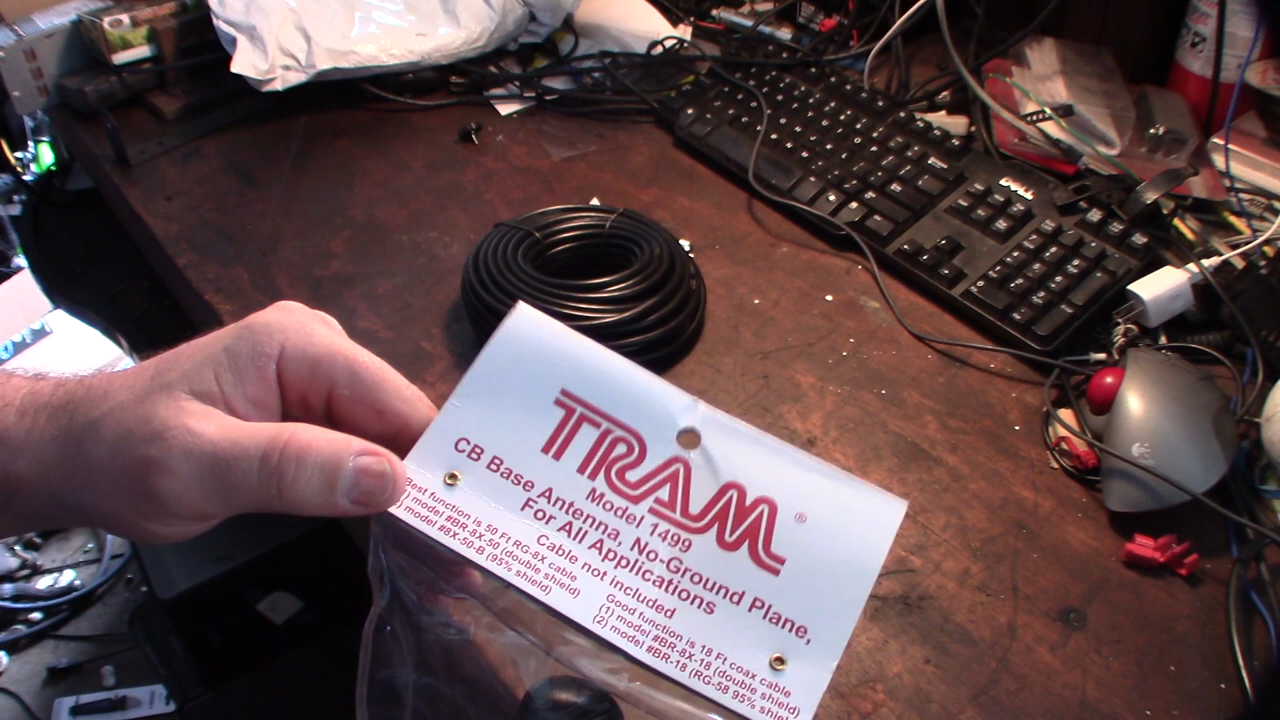 TRAM®
Model 1499
CB Base Antenna, No-Ground Plane,
For All Applications
Cable not included
Best function is 50 Ft RG-8X cable
) model #BR-8X-50 (double shield)
) model #8X-50-B (95% shield)
Good function is 18 Ft coax cable
(1) model #BR-8X-18 (double shield)
(2) model #BR-18 (RG-58 95% shiel
DELL